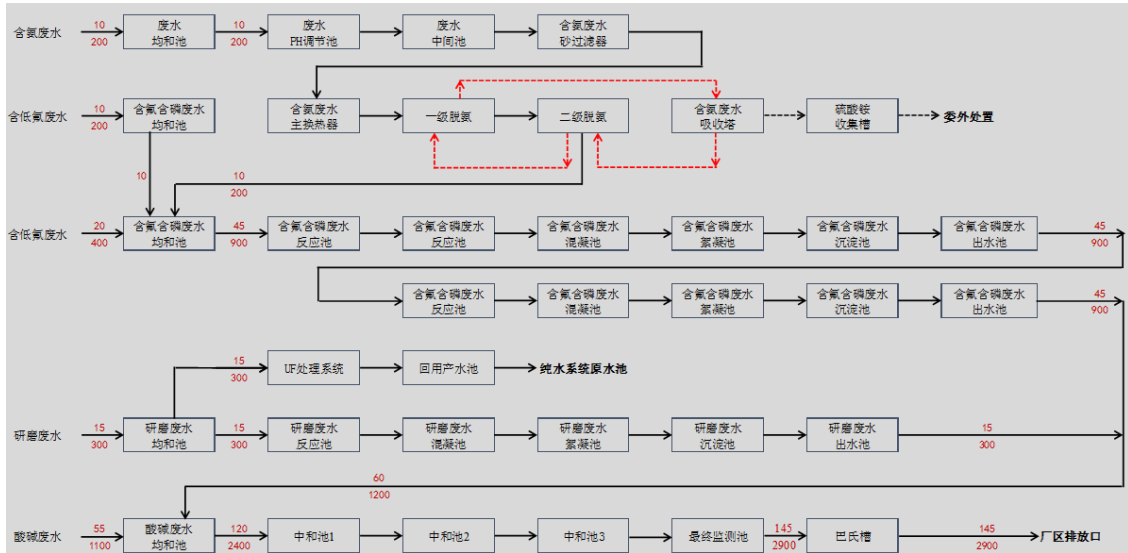 含氨废水
10
200
废水
均和池
10
200
废水
PH调节池
废水
中间池
含氨废水
砂过滤器
含低氟废水
10
200
含氟含磷废水
均和池
含氨废水
主换热器
一级脱氨
二级脱氨
含氨废水
吸收塔
硫酸铵
收集槽
委外处置
10
10
200
含低氟废水
20
400
含氟含磷废水
均和池
45
900
含氟含磷废水
反应池
含氟含磷废水
反应池
含氟含磷废水
混凝池
含氟含磷废水
絮凝池
含氟含磷废水
沉淀池
含氟含磷废水
出水池
45
900
含氟含磷废水
反应池
含氟含磷废水
混凝池
含氟含磷废水
絮凝池
含氟含磷废水
沉淀池
含氟含磷废水
出水池
45
900
15
300
UF处理系统
回用产水池
纯水系统原水池
研磨废水
15
300
研磨废水
均和池
15
300
研磨废水
反应池
研磨废水
混凝池
研磨废水
絮凝池
研磨废水
沉淀池
研磨废水
出水池
15
300
60
1200
酸碱废水
55
1100
酸碱废水
均和池
120
2400
中和池1
中和池2
中和池3
最终监测池
145
2900
巴氏槽
145
2900
厂区排放口